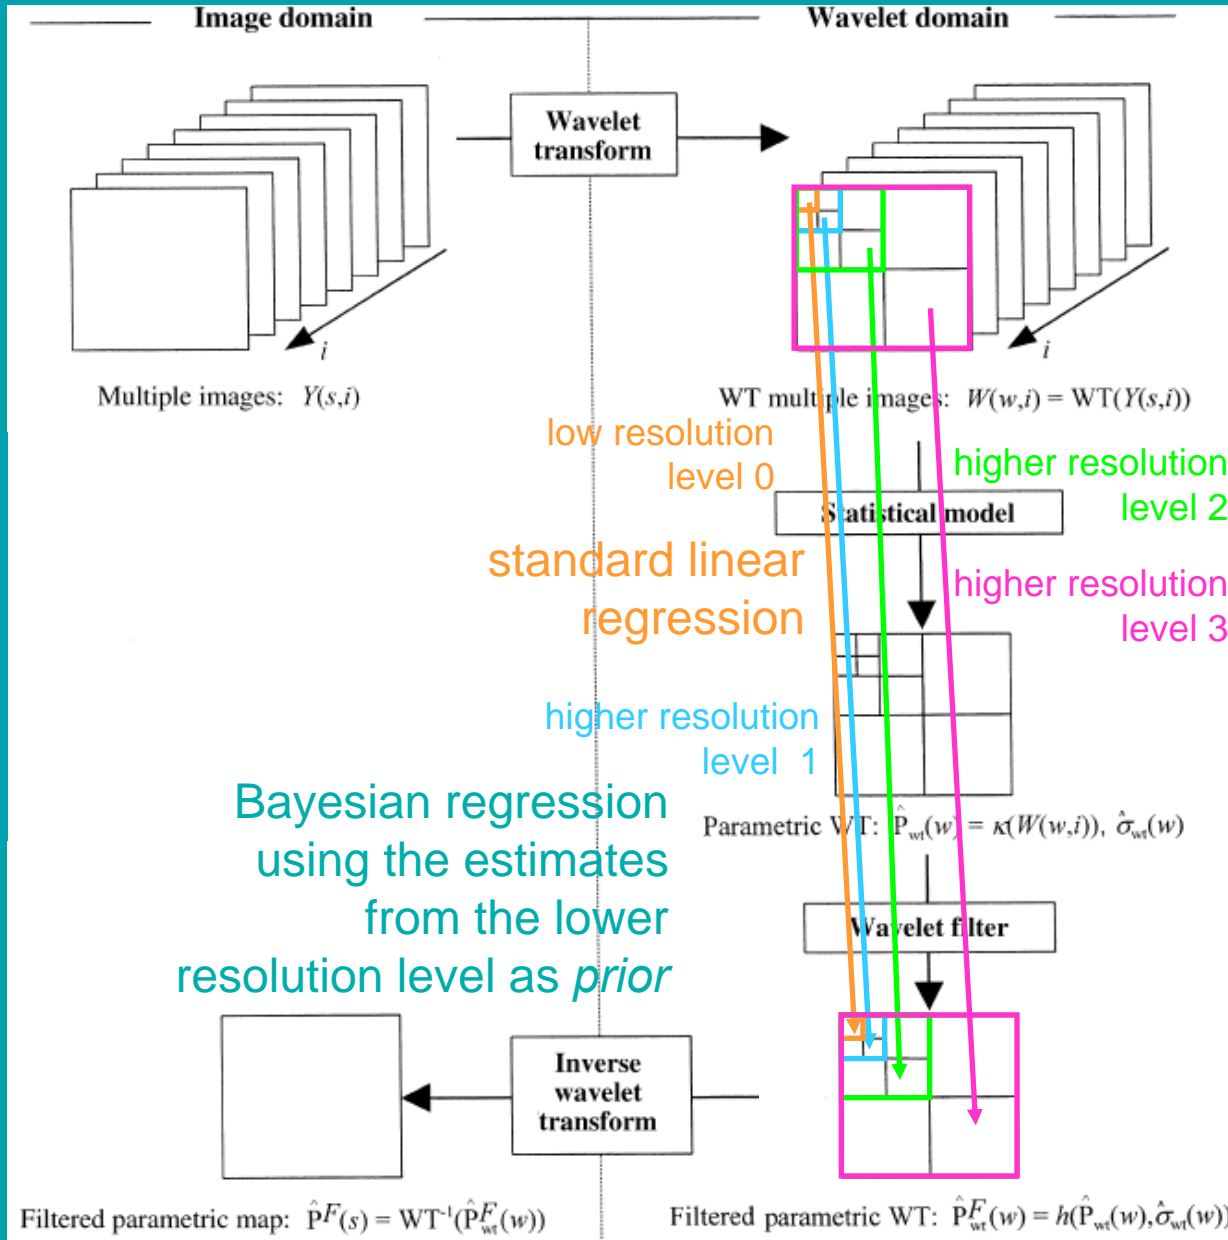 Image domain
Wavelet domain
Wavelet
transform
i
i
Multiple images: Y(s,i)
WT multiple images: W(w,i) = WT(Y(s,i))
low resolution
level 0
higher resolution
level 2
Statistical model
standard linear
regression
higher resolution
level 3
higher resolution
level 1
Bayesian regression
using the estimates
from the lower
resolution level as prior
Parametric WT: P̂wt(w) = κ(W(w,i)), σ̂wt(w)
Wavelet filter
Inverse
wavelet
transform
Filtered parametric map: P̂F(s) = WT-1(P̂Fwt(w))
Filtered parametric WT: P̂Fwt(w) = h(P̂wt(w),σ̂wt(w))